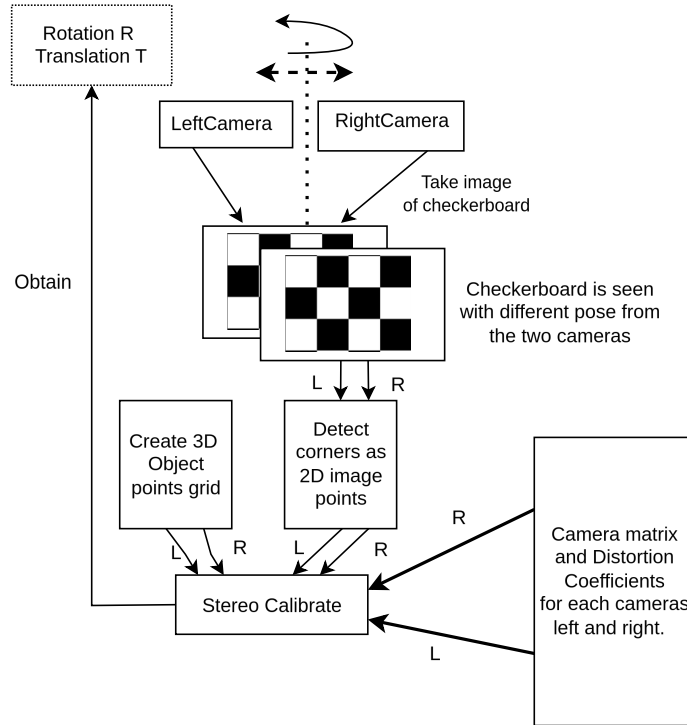 Rotation R
Translation T
LeftCamera
RightCamera
Take image
of checkerboard
Obtain
Checkerboard is seen
with different pose from
the two cameras
L
R
Create 3D
Object
points grid
Detect
corners as
2D image
points
L
R
L
R
R
Camera matrix
and Distortion
Coefficients
for each cameras
left and right.
Stereo Calibrate
L